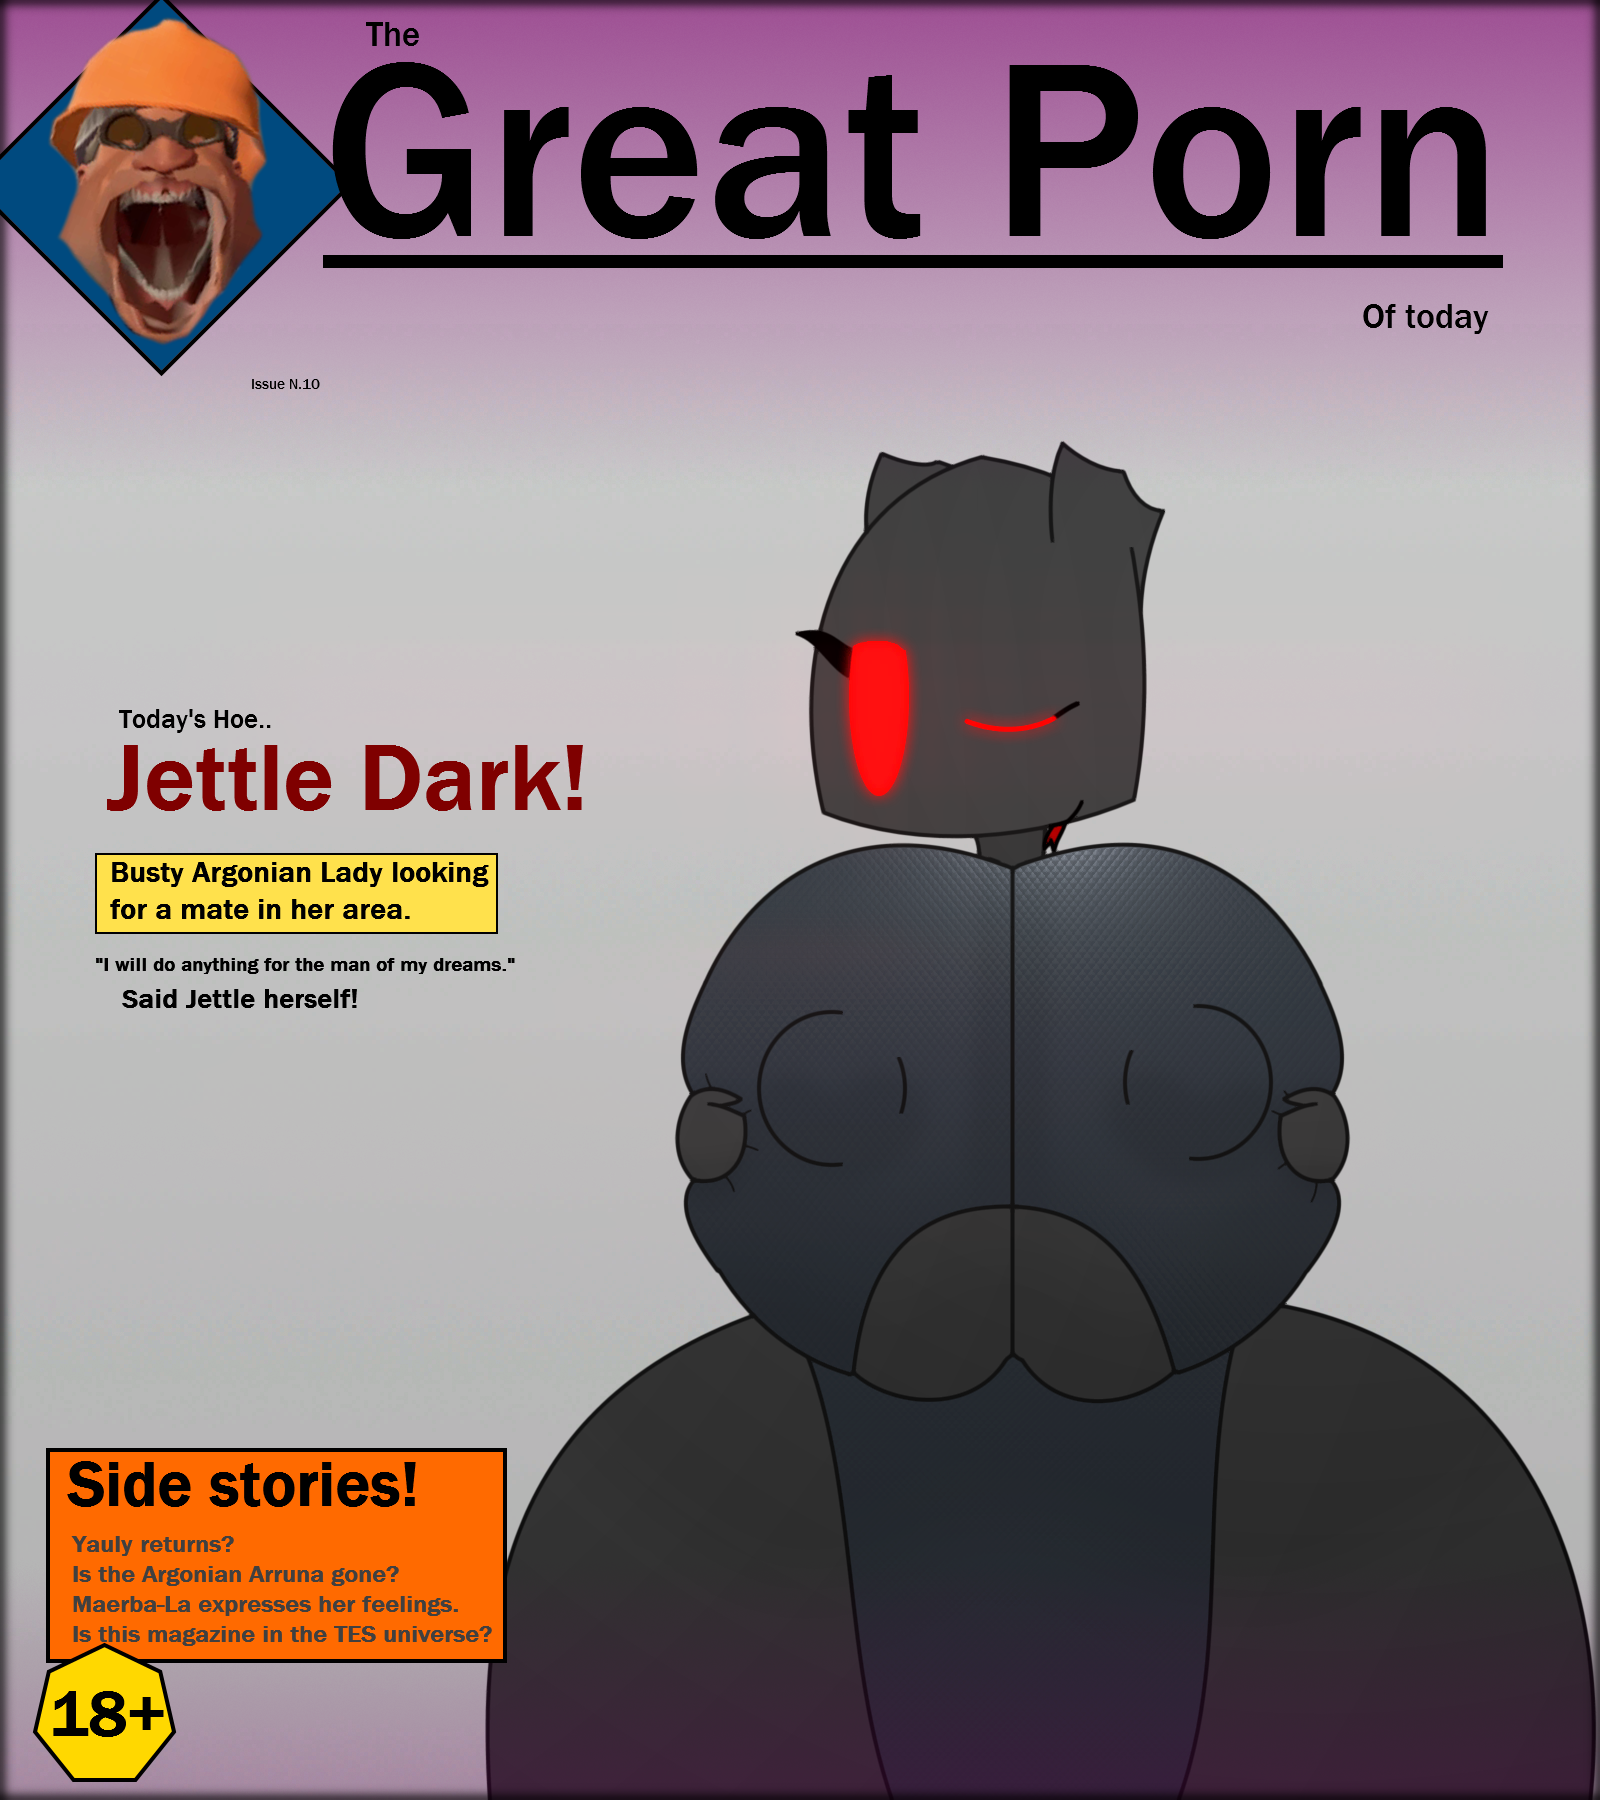 The
Great Porn
Of today
Issue N.10
Today's Hoe..
Jettle Dark!
Busty Argonian Lady looking
for a mate in her area.
"I will do anything for the man of my dreams."
Said Jettle herself!
Side stories!
Yauly returns?
Is the Argonian Arruna gone?
Maerba-La expresses her feelings.
Is this magazine in the TES universe?
18+